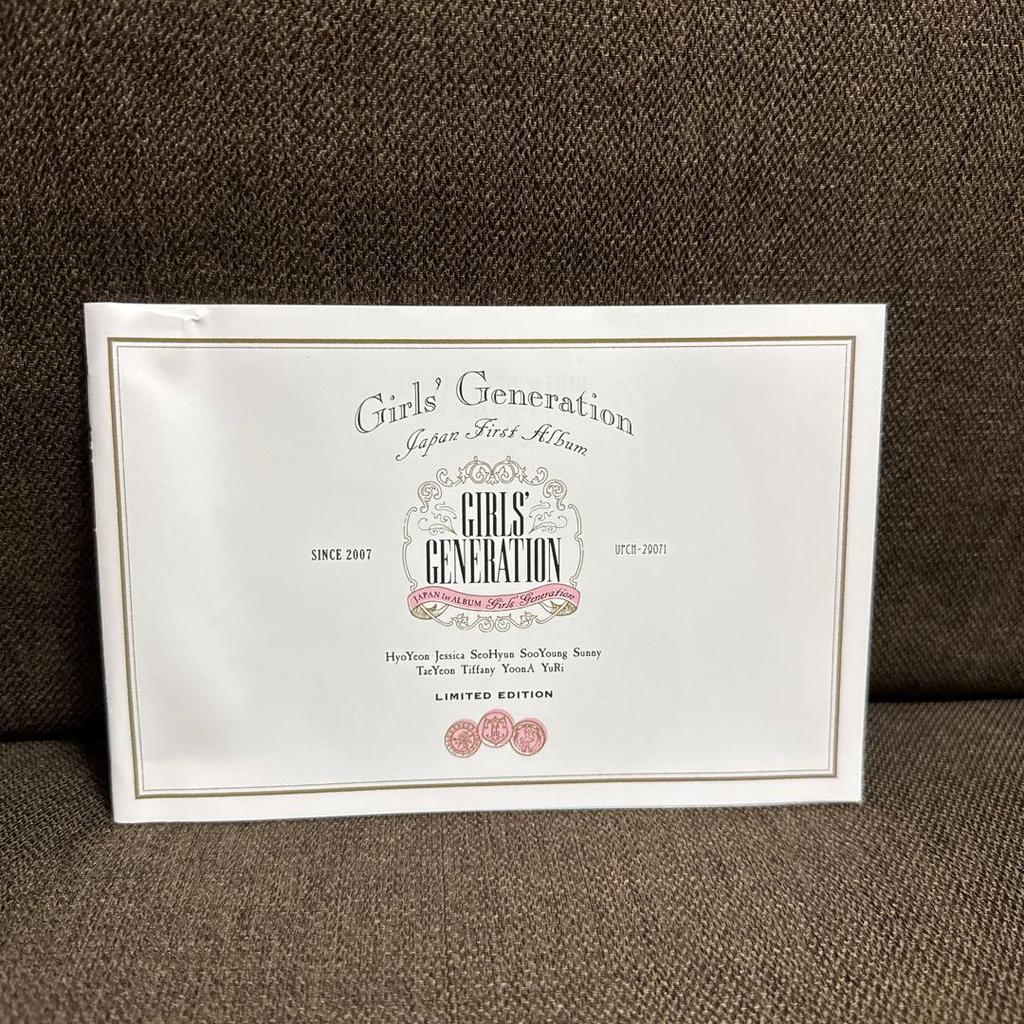 Girls' Generation
Japan First Album
GIRLS'
GENERATION
JAPAN 1st ALBUM Girls' Generation
SINCE 2007
UPCH-29071
HyoYeon Jessica SeoHyun SooYoung Sunny
TaeYeon Tiffany YoonA YuRi
LIMITED EDITION